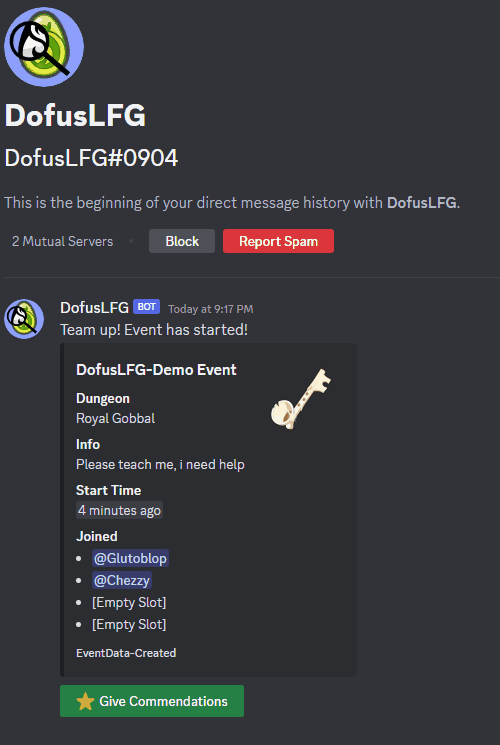 DofusLFG
DofusLFG#0904
This is the beginning of your direct message history with DofusLFG.
2 Mutual Servers
Block
Report Spam
DofusLFG BOT Today at 9:17 PM
Team up! Event has started!
DofusLFG-Demo Event
Dungeon
Royal Gobbal
Info
Please teach me, i need help
Start Time
4 minutes ago
Joined
@Glutoblop
@Chezzy
[Empty Slot]
[Empty Slot]
EventData-Created
Give Commendations